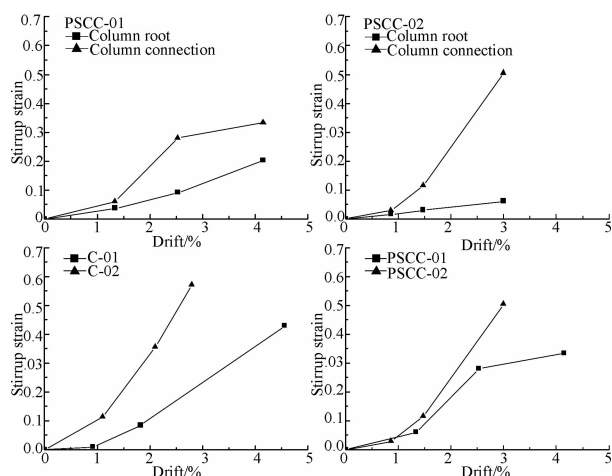 PSCC-01
Column root
Column connection
Stirrup strain
0.7
0.6
0.5
0.4
0.3
0.2
0.1
0.0
0 1 2 3 4 5
Drift/%
PSCC-02
Column root
Column connection
Stirrup strain
0.7
0.6
0.5
0.4
0.3
0.2
0.1
0.0
0 1 2 3 4 5
Drift/%
C-01
C-02
Stirrup strain
0.7
0.6
0.5
0.4
0.3
0.2
0.1
0.0
0 1 2 3 4 5
Drift/%
PSCC-01
PSCC-02
Stirrup strain
0.7
0.6
0.5
0.4
0.3
0.2
0.1
0.0
0 1 2 3 4 5
Drift/%